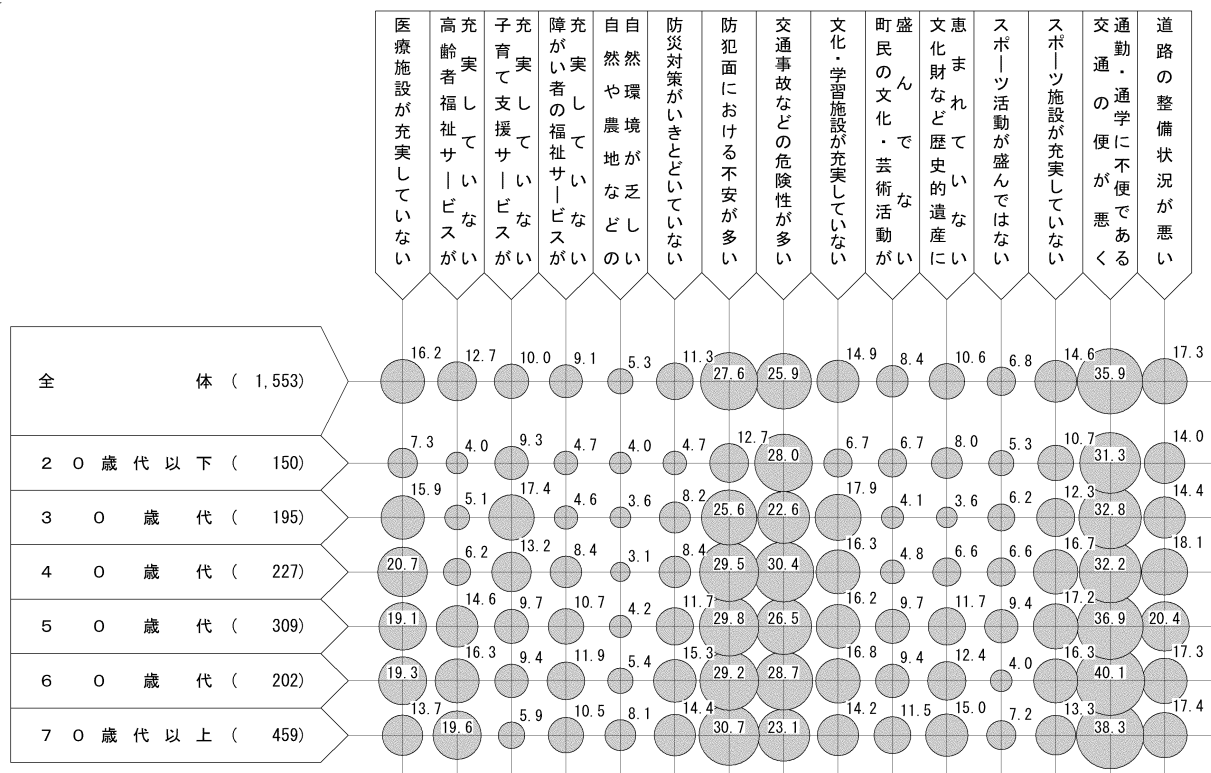 医療施設が充実していない
高齢者福祉サービスが
充実していない
子育て支援サービスが
充実していない
障がい者の福祉サービスが
充実していない
自然や農地などの
自然環境が乏しい
防災対策がいきとどいていない
防犯面における不安が多い
交通事故などの危険性が多い
文化・学習施設が充実していない
町民の文化・芸術活動が
盛んでない
文化財など歴史的遺産に
恵まれていない
スポーツ活動が盛んではない
スポーツ施設が充実していない
通勤・通学に不便である
交通の便が悪く
道路の整備状況が悪い
全体 ( 1,553) 16.2 12.7 10.0 9.1 5.3 11.3 27.6 25.9 14.9 8.4 10.6 6.8 14.6 35.9 17.3
20歳代以下 ( 150) 7.3 4.0 9.3 4.7 4.0 4.7 12.7 28.0 6.7 6.7 8.0 5.3 10.7 31.3 14.0
30歳代 ( 195) 15.9 5.1 17.4 4.6 3.6 8.2 25.6 22.6 17.9 4.1 3.6 6.2 12.3 32.8 14.4
40歳代 ( 227) 20.7 6.2 13.2 8.4 3.1 8.4 29.5 30.4 16.3 4.8 6.6 6.6 16.7 32.2 18.1
50歳代 ( 309) 19.1 14.6 9.7 10.7 4.2 11.7 29.8 26.5 16.2 9.7 11.7 9.4 17.2 36.9 20.4
60歳代 ( 202) 19.3 16.3 9.4 11.9 5.4 15.3 29.2 28.7 16.8 9.4 12.4 4.0 16.3 40.1 17.3
70歳代以上 ( 459) 13.7 19.6 5.9 10.5 8.1 14.4 30.7 23.1 14.2 11.5 15.0 7.2 13.3 38.3 17.4